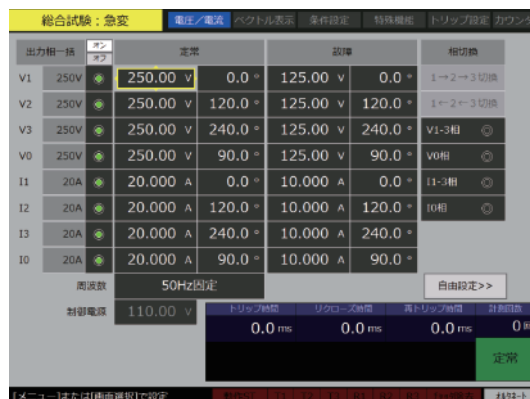 総合試験：急変 電圧/電流 ベクトル表示 条件設定 特殊機能 トリップ設定 カウンタ
出力相一括 オン オフ 定常 故障 相切換
V1 250V 250.00 V 0.0 ° 125.00 V 0.0 ° 1→2→3切換
V2 250V 250.00 V 120.0 ° 125.00 V 120.0 ° 1←2←3切換
V3 250V 250.00 V 240.0 ° 125.00 V 240.0 ° V1-3相
V0 250V 250.00 V 90.0 ° 125.00 V 90.0 ° V0相
I1 20A 20.000 A 0.0 ° 10.000 A 0.0 ° I1-3相
I2 20A 20.000 A 120.0 ° 10.000 A 120.0 ° I0相
I3 20A 20.000 A 240.0 ° 10.000 A 240.0 °
I0 20A 20.000 A 90.0 ° 10.000 A 90.0 °
周波数 50Hz固定 自由設定>>
制御電源 110.00 V トリップ時間 リクローズ時間 再トリップ時間 計測回数
0.0 ms 0.0 ms 0.0 ms 0回
定常
[メニュー]または[画面選択]で設定